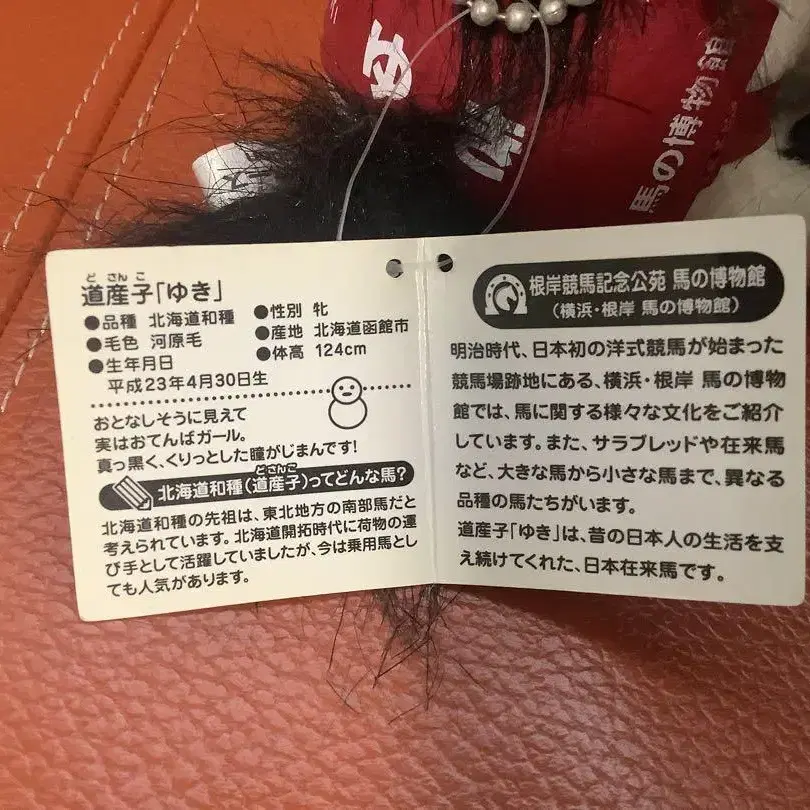 馬の博物館
ど さん こ
道産子「ゆき」
●品種 北海道和種
●毛色 河原毛
●生年月日
平成23年4月30日生
●性別 牝
●産地 北海道函館市
●体高 124cm
おとなしそうに見えて
実はおてんばガール。
真っ黒く、くりっとした瞳がじまんです!
どさんこ
北海道和種(道産子)ってどんな馬?
北海道和種の先祖は、東北地方の南部馬だと
考えられています。北海道開拓時代に荷物の運
び手として活躍していましたが、今は乗用馬とし
ても人気があります。
根岸競馬記念公苑 馬の博物館
(横浜・根岸 馬の博物館)
明治時代、日本初の洋式競馬が始まった
競馬場跡地にある、横浜・根岸 馬の博物
館では、馬に関する様々な文化をご紹介
しています。また、サラブレッドや在来馬
など、大きな馬から小さな馬まで、異なる
品種の馬たちがいます。
道産子「ゆき」は、昔の日本人の生活を支
え続けてくれた、日本在来馬です。